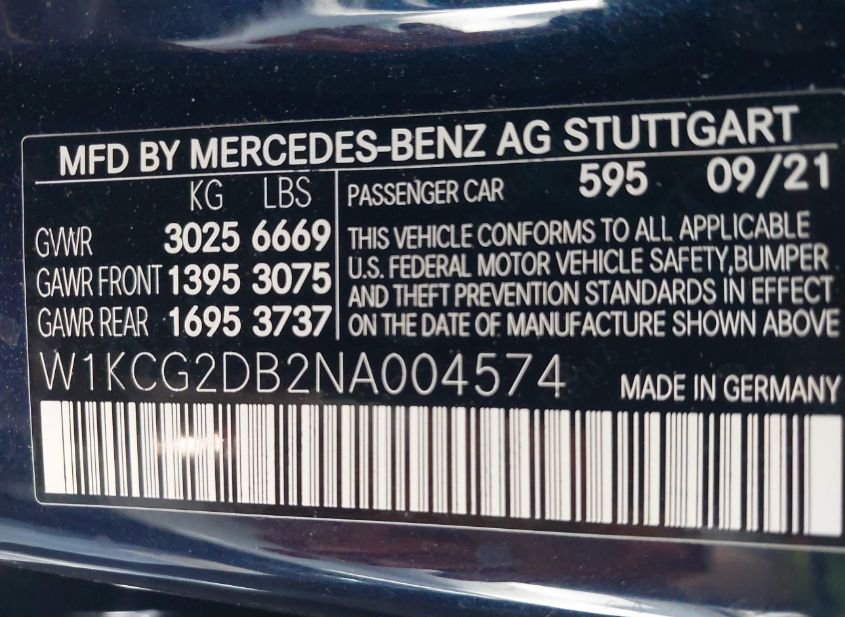 MFD BY MERCEDES-BENZ AG STUTTGART
KG LBS
GVWR 3025 6669
GAWR FRONT 1395 3075
GAWR REAR 1695 3737
PASSENGER CAR 595 09/21
THIS VEHICLE CONFORMS TO ALL APPLICABLE
U.S. FEDERAL MOTOR VEHICLE SAFETY,BUMPER
AND THEFT PREVENTION STANDARDS IN EFFECT
ON THE DATE OF MANUFACTURE SHOWN ABOVE
W1KCG2DB2NA004574
MADE IN GERMANY